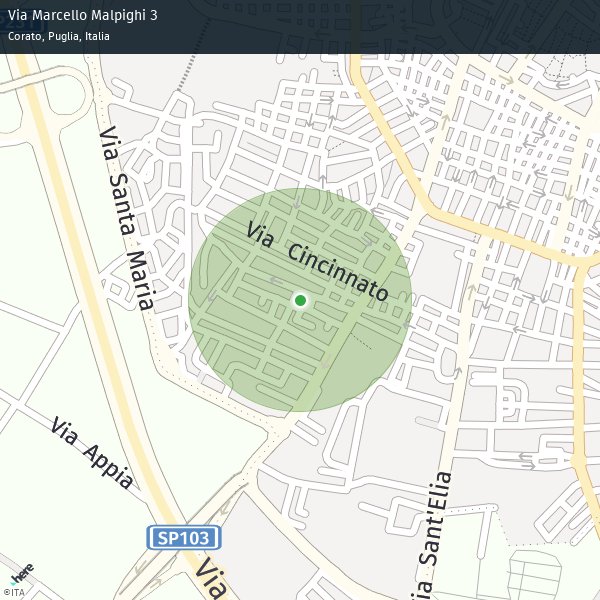 Via Marcello Malpighi 3
Corato, Puglia, Italia
231
Via Santa Maria
Via Cincinnato
Via Appia
Via Sant'Elia
SP103
Via
here
©ITA